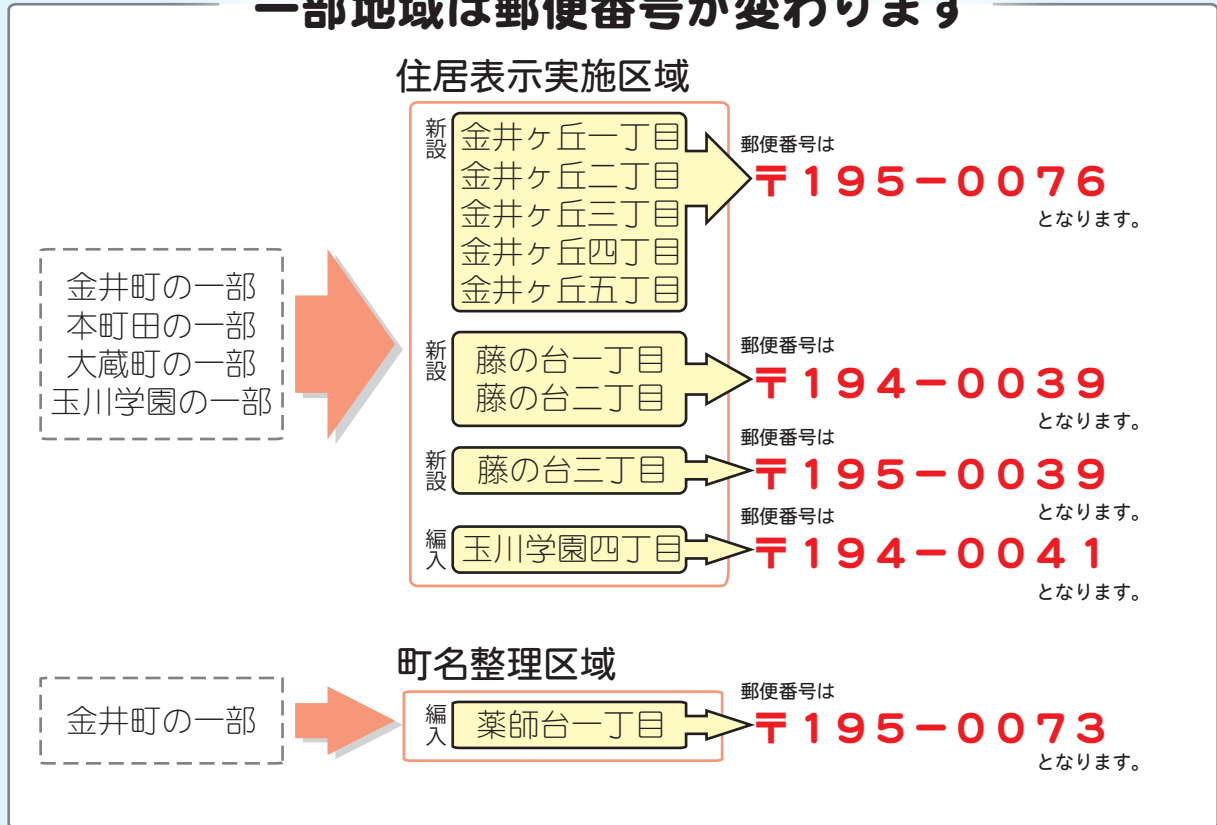 一部地域は郵便番号が変わります
住居表示実施区域
金井町の一部
本町田の一部
大蔵町の一部
玉川学園の一部
新設
金井ヶ丘一丁目
金井ヶ丘二丁目
金井ヶ丘三丁目
金井ヶ丘四丁目
金井ヶ丘五丁目
郵便番号は
〒195-0076
となります。
新設
藤の台一丁目
藤の台二丁目
郵便番号は
〒194-0039
となります。
新設
藤の台三丁目
郵便番号は
〒195-0039
となります。
編入
玉川学園四丁目
郵便番号は
〒194-0041
となります。
町名整理区域
金井町の一部
編入
薬師台一丁目
郵便番号は
〒195-0073
となります。